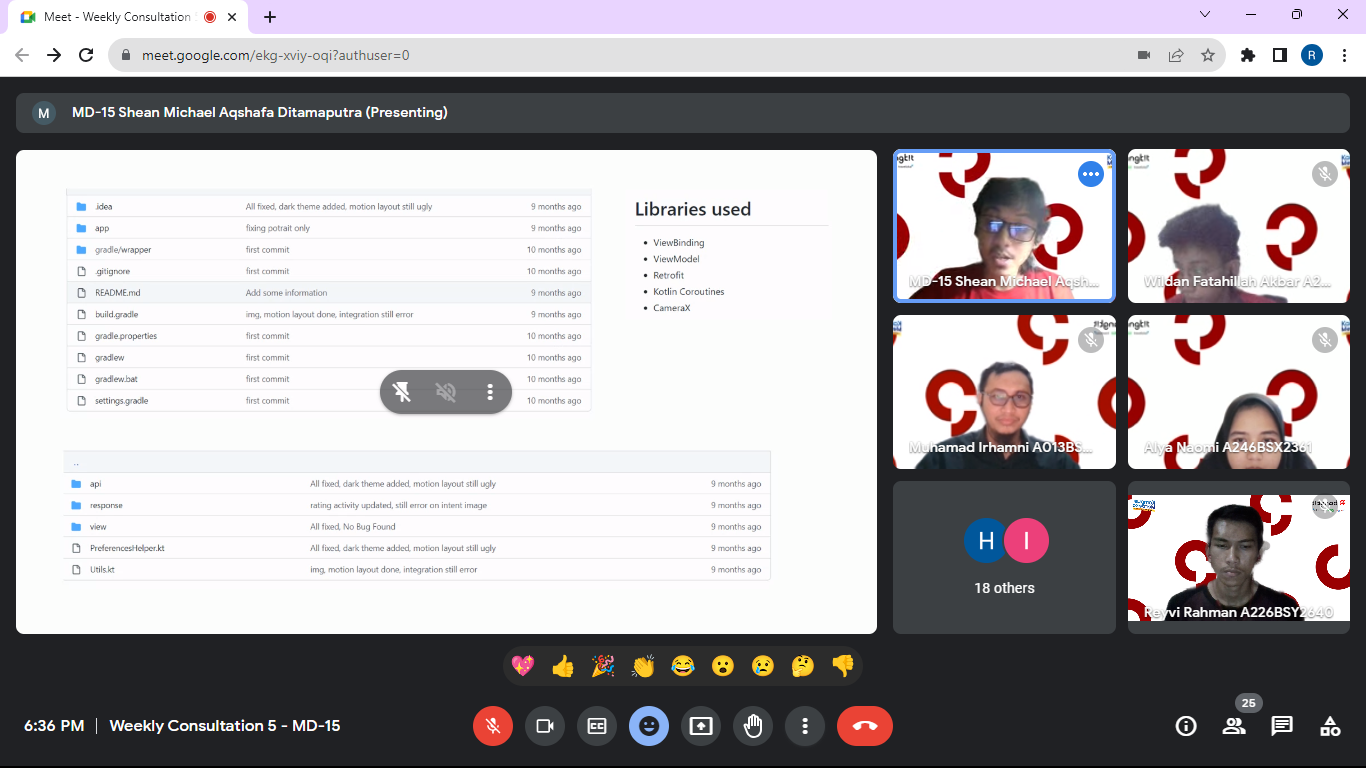 Meet - Weekly Consultation
meet.google.com/ekg-xviy-oqi?authuser=0
R
M
MD-15 Shean Michael Aqshafa Ditamaputra (Presenting)
.idea All fixed, dark theme added, motion layout still ugly 9 months ago
app fixing potrait only 9 months ago
gradle/wrapper first commit 10 months ago
.gitignore first commit 10 months ago
README.md Add some information 9 months ago
build.gradle img, motion layout done, integration still error 9 months ago
gradle.properties first commit 10 months ago
gradlew first commit 10 months ago
gradlew.bat first commit 10 months ago
settings.gradle first commit 10 months ago
Libraries used
ViewBinding
ViewModel
Retrofit
Kotlin Coroutines
CameraX
..
api All fixed, dark theme added, motion layout still ugly 9 months ago
response rating activity updated, still error on intent image 9 months ago
view All fixed, No Bug Found 9 months ago
PreferencesHelper.kt All fixed, dark theme added, motion layout still ugly 9 months ago
Utils.kt img, motion layout done, integration still error 9 months ago
MD-15 Shean Michael Aqsh...
Wildan Fatahillah Akbar A2...
Muhamad Irhamni A013BS...
Alya Naomi A246BSX2361
H I
18 others
Revvi Rahman A226BSY2640
6:36 PM | Weekly Consultation 5 - MD-15
CC
25